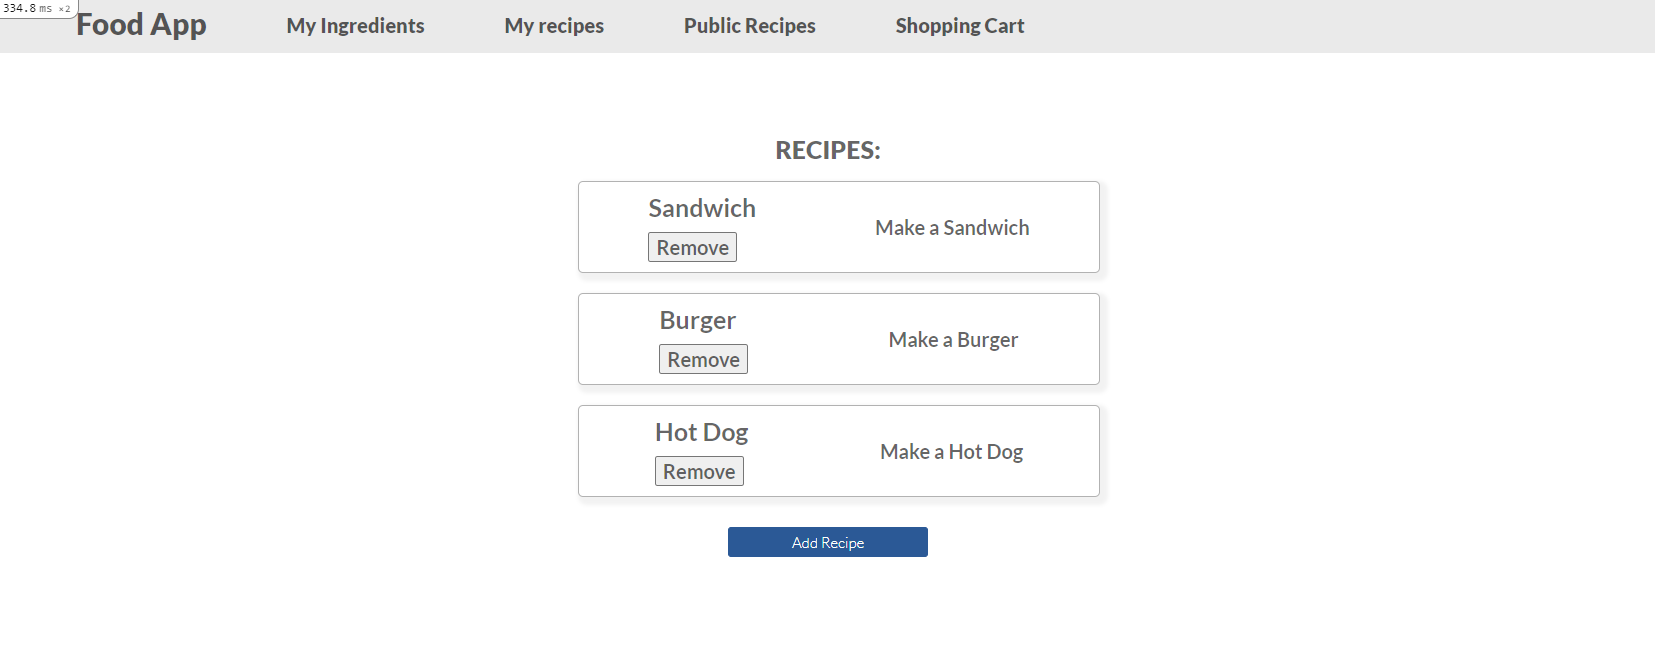 334.8 ms ×2
Food App My Ingredients My recipes Public Recipes Shopping Cart
RECIPES:
Sandwich
Remove
Make a Sandwich
Burger
Remove
Make a Burger
Hot Dog
Remove
Make a Hot Dog
Add Recipe